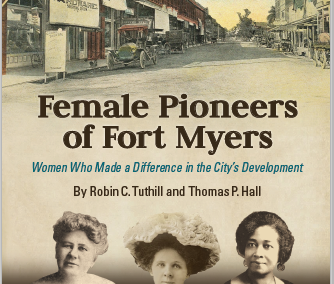 Female Pioneers
of Fort Myers
Women Who Made a Difference in the City's Development
By Robin C. Tuthill and Thomas P. Hall